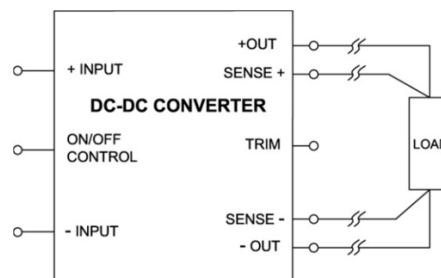 +OUT
+ INPUT
SENSE +
DC-DC CONVERTER
ON/OFF
CONTROL
TRIM
LOAD
SENSE -
- INPUT
- OUT